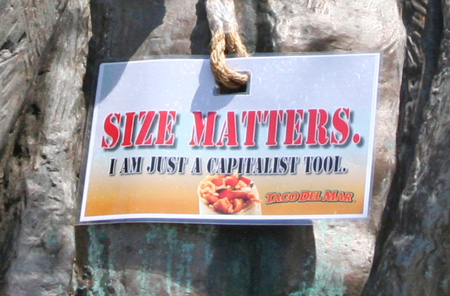 SIZE MATTERS.
I AM JUST A CAPITALIST TOOL.
TACO DEL MAR